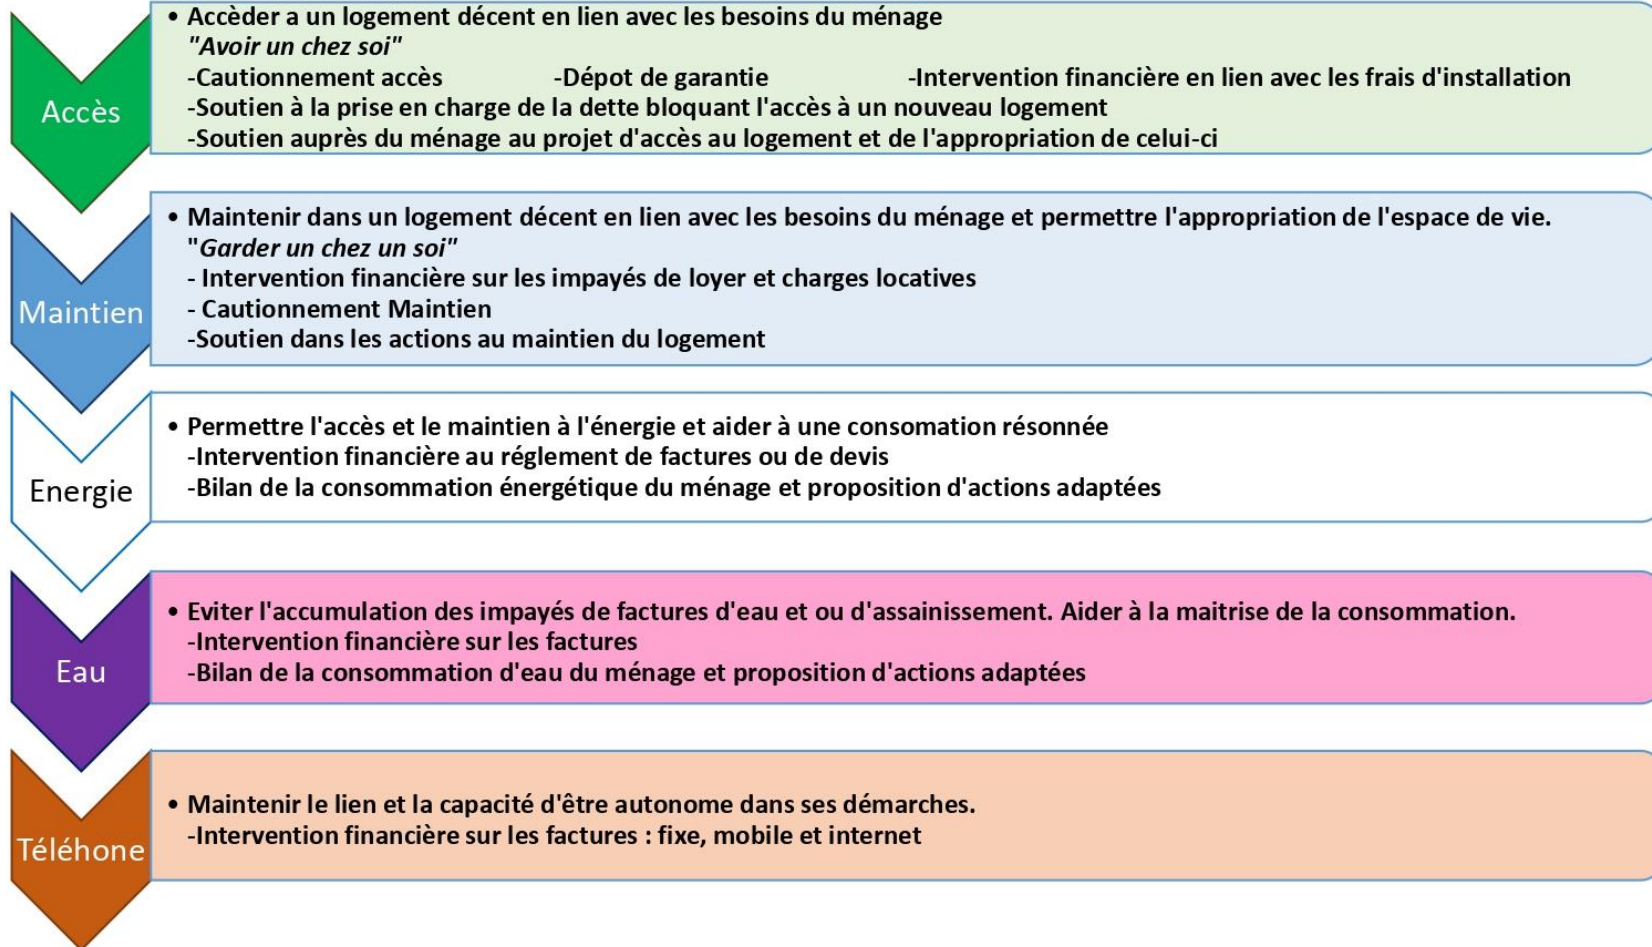 Accès
• Accèder a un logement décent en lien avec les besoins du ménage
"Avoir un chez soi"
-Cautionnement accès -Dépot de garantie -Intervention financière en lien avec les frais d'installation
-Soutien à la prise en charge de la dette bloquant l'accès à un nouveau logement
-Soutien auprès du ménage au projet d'accès au logement et de l'appropriation de celui-ci
Maintien
• Maintenir dans un logement décent en lien avec les besoins du ménage et permettre l'appropriation de l'espace de vie.
"Garder un chez un soi"
- Intervention financière sur les impayés de loyer et charges locatives
- Cautionnement Maintien
-Soutien dans les actions au maintien du logement
Energie
• Permettre l'accès et le maintien à l'énergie et aider à une consomation résonnée
-Intervention financière au réglement de factures ou de devis
-Bilan de la consommation énergétique du ménage et proposition d'actions adaptées
Eau
• Eviter l'accumulation des impayés de factures d'eau et ou d'assainissement. Aider à la maitrise de la consommation.
-Intervention financière sur les factures
-Bilan de la consommation d'eau du ménage et proposition d'actions adaptées
Téléhone
• Maintenir le lien et la capacité d'être autonome dans ses démarches.
-Intervention financière sur les factures : fixe, mobile et internet